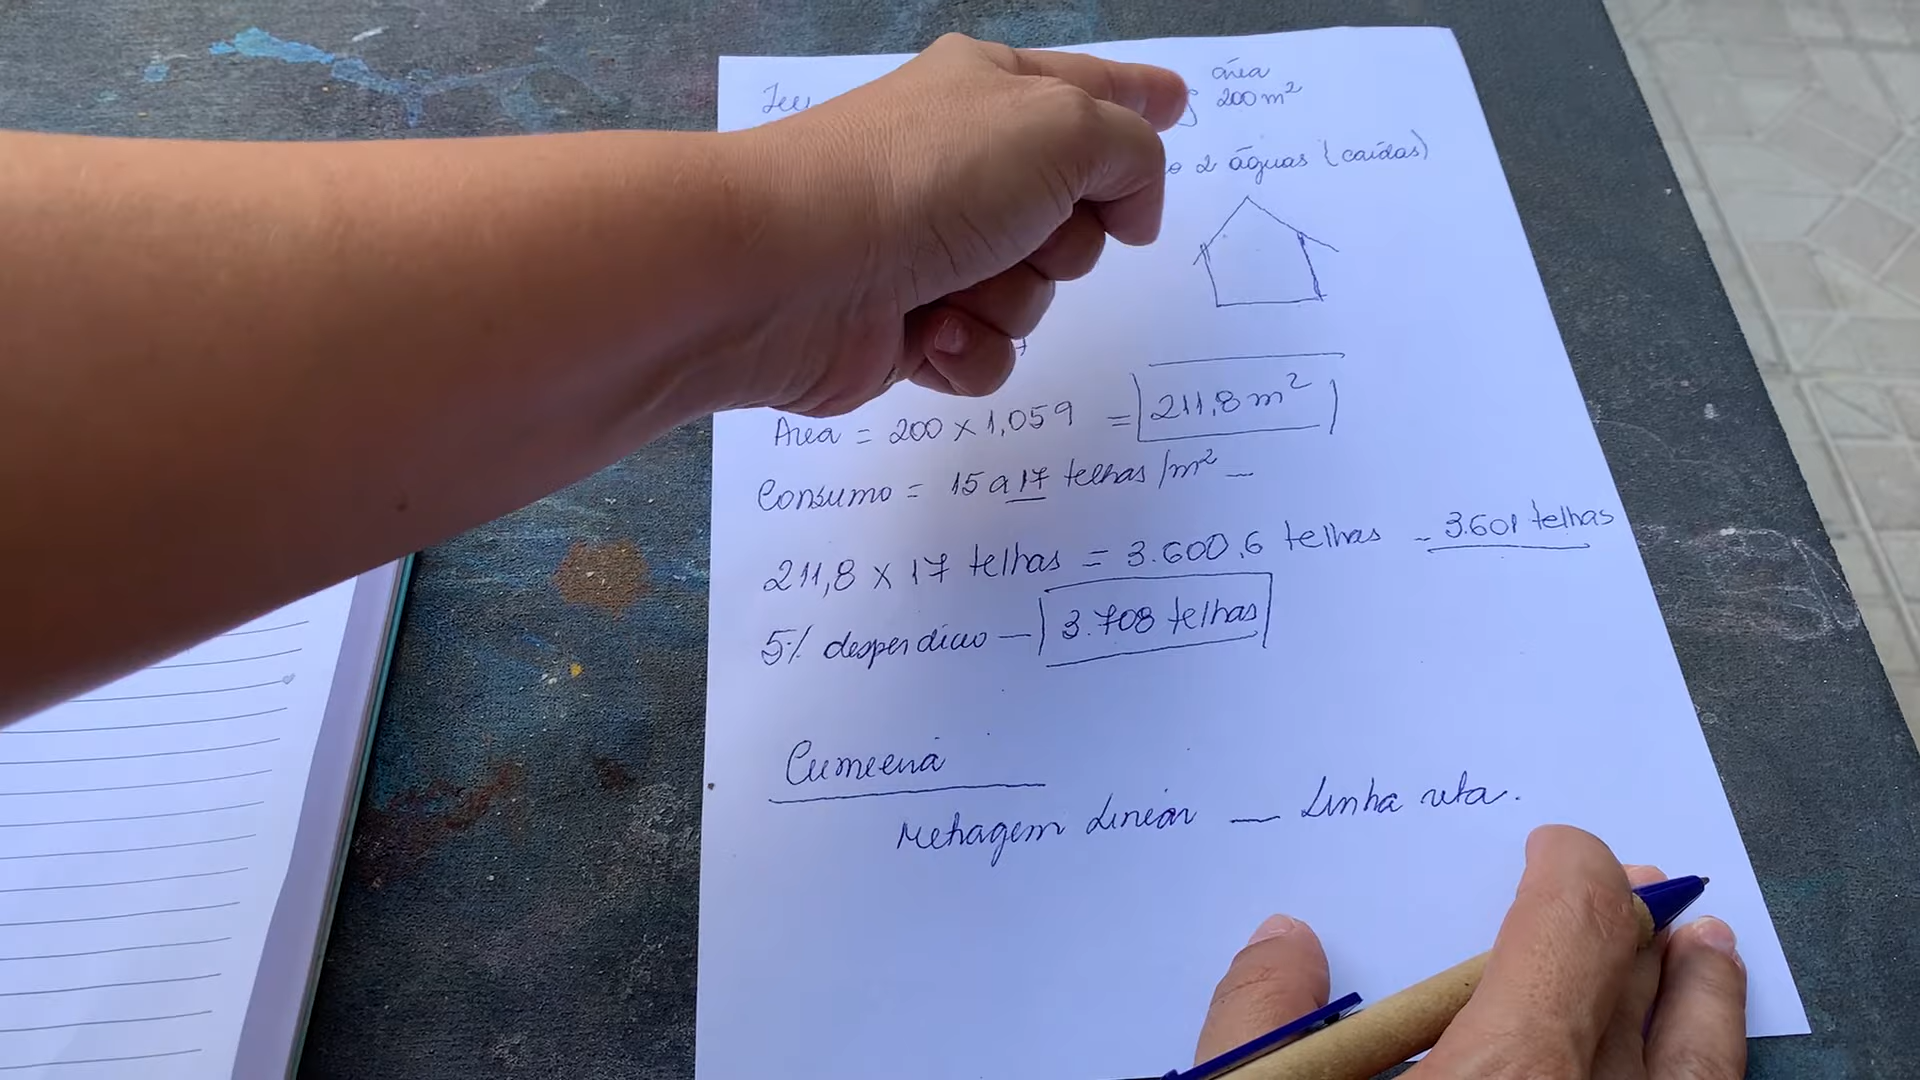 área
200 m²
2 águas (caídas)
Área = 200 x 1,059 = 211,8 m²
Consumo = 15 a 17 telhas /m² —
211,8 x 17 telhas = 3.600,6 telhas - 3.601 telhas
5% desperdicio — 3.708 telhas
Cumeeira
Metragem Linear — Linha reta.